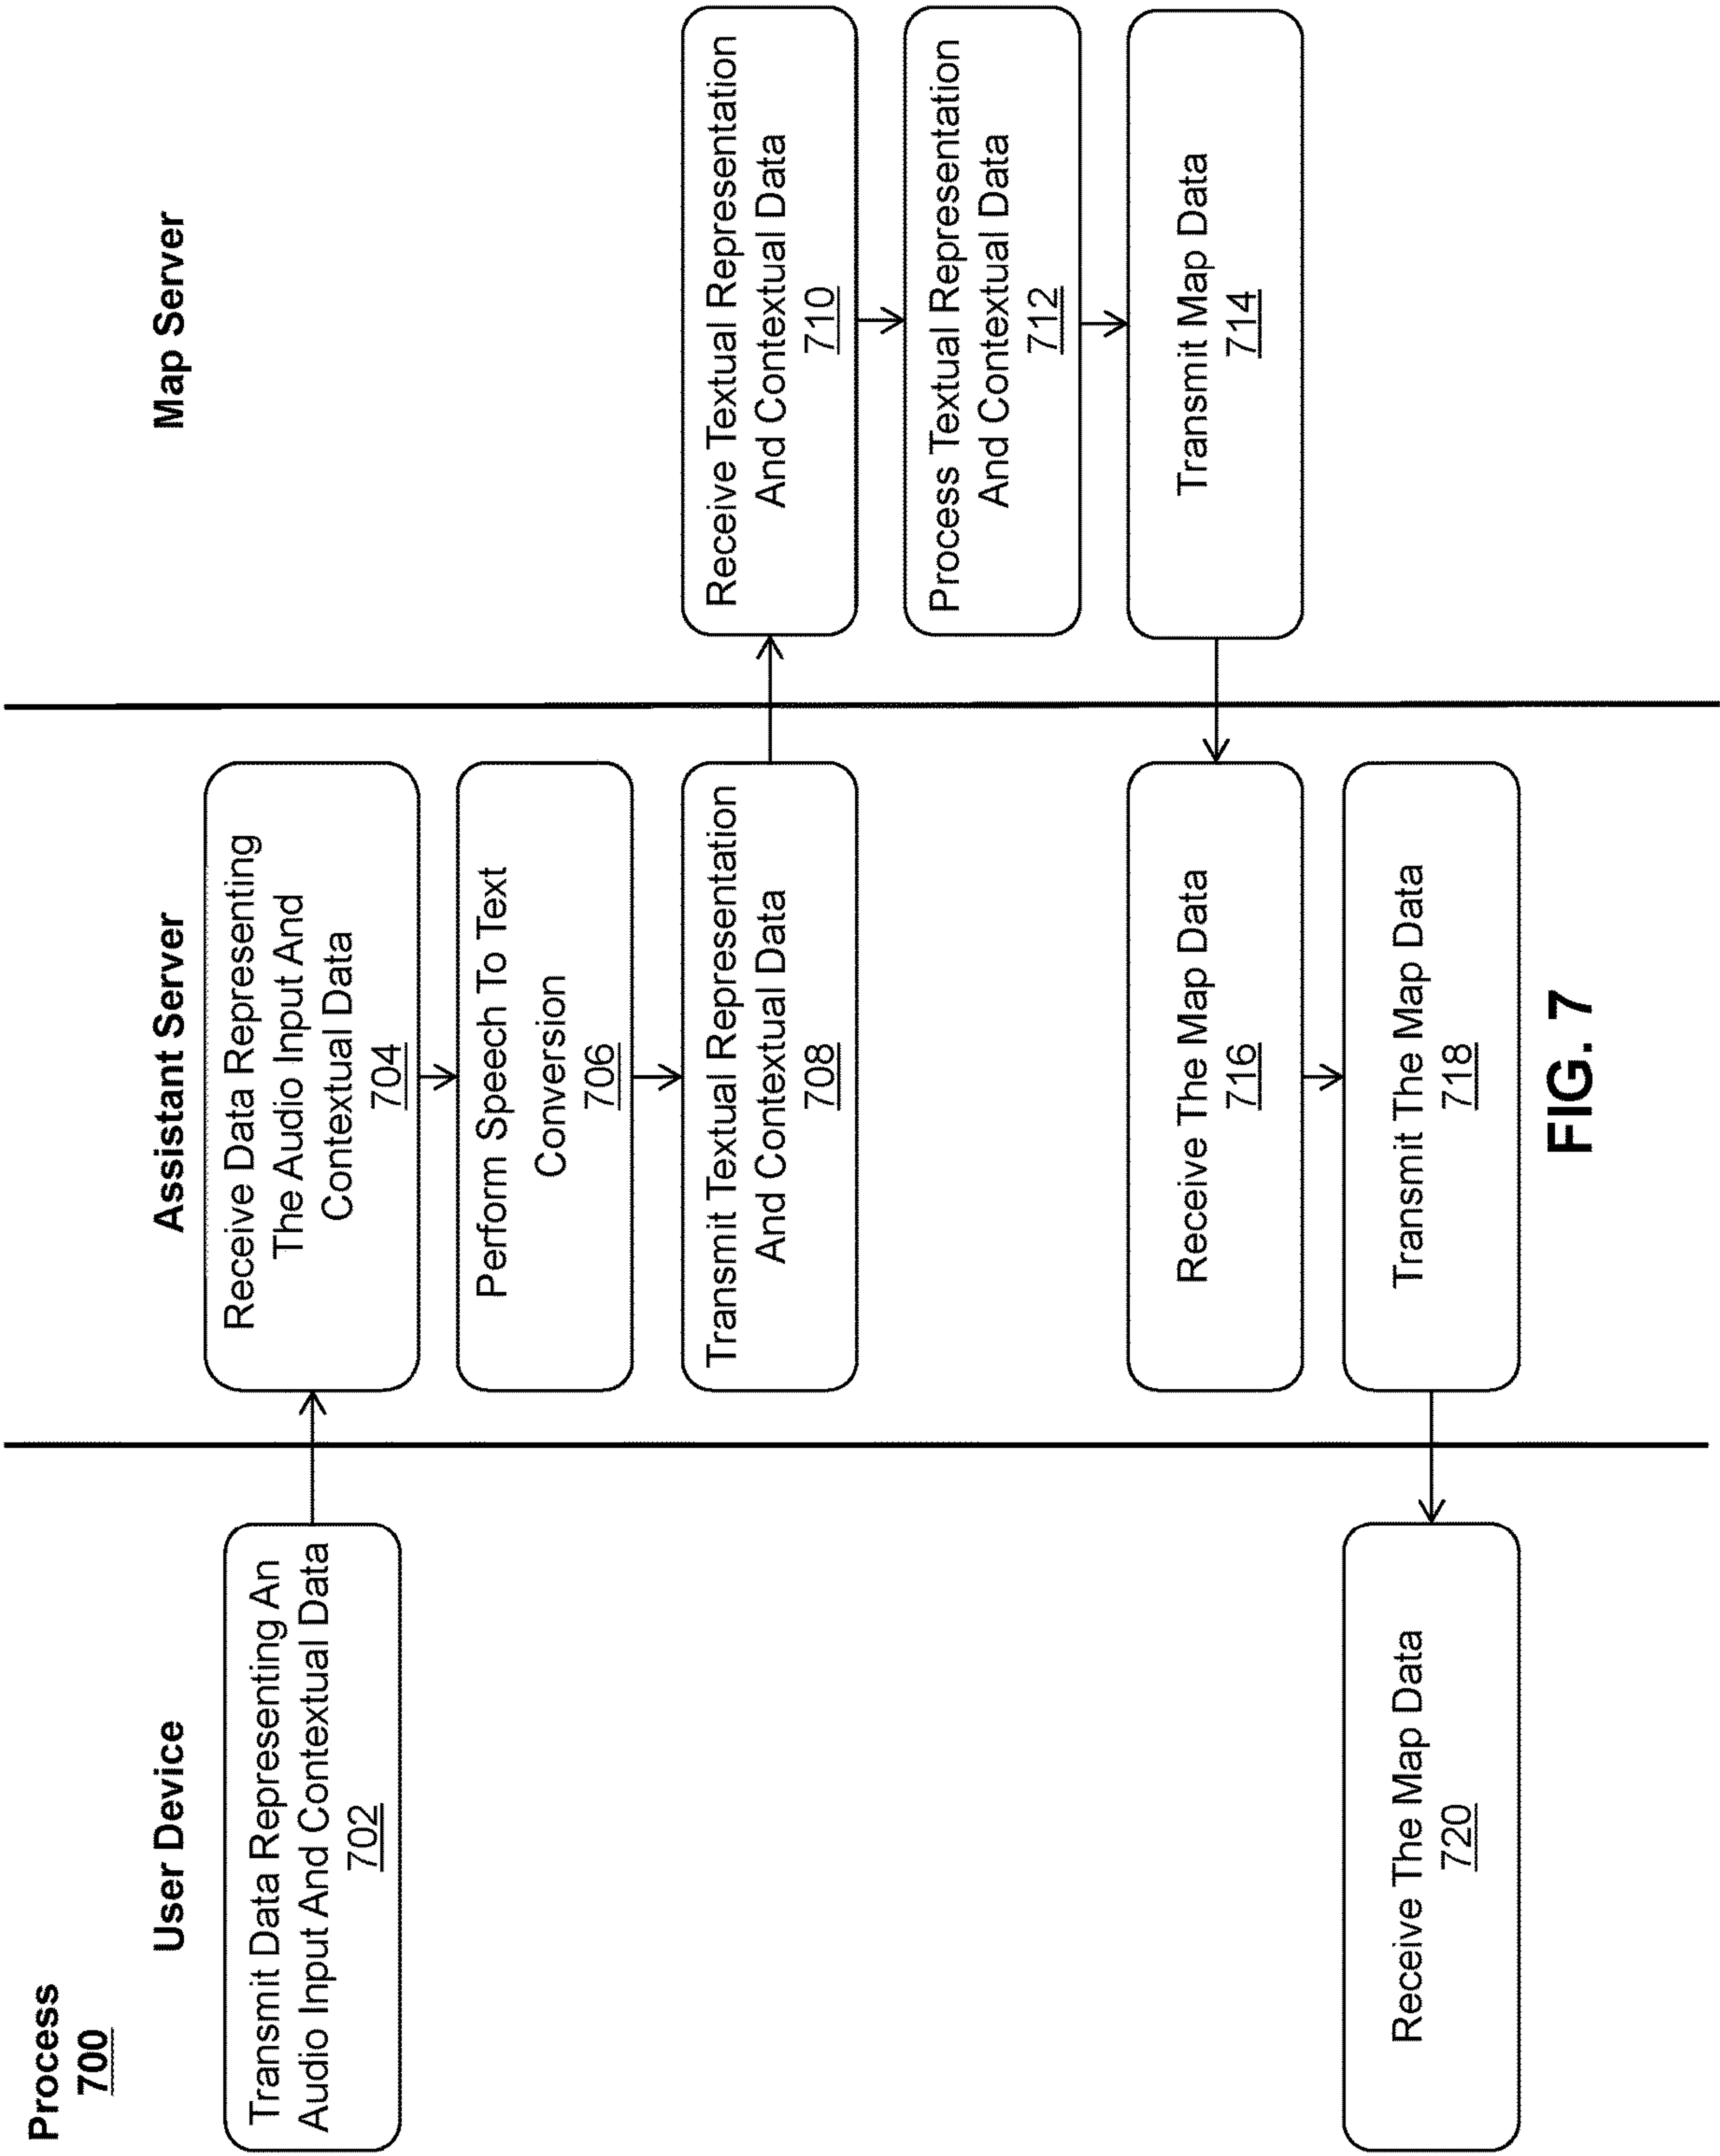 Process
700
User Device
Assistant Server
Map Server
Transmit Data Representing An
Audio Input And Contextual Data
702
Receive Data Representing
The Audio Input And
Contextual Data
704
Perform Speech To Text
Conversion
706
Transmit Textual Representation
And Contextual Data
708
Receive Textual Representation
And Contextual Data
710
Process Textual Representation
And Contextual Data
712
Transmit Map Data
714
Receive The Map Data
716
Transmit The Map Data
718
Receive The Map Data
720
FIG. 7